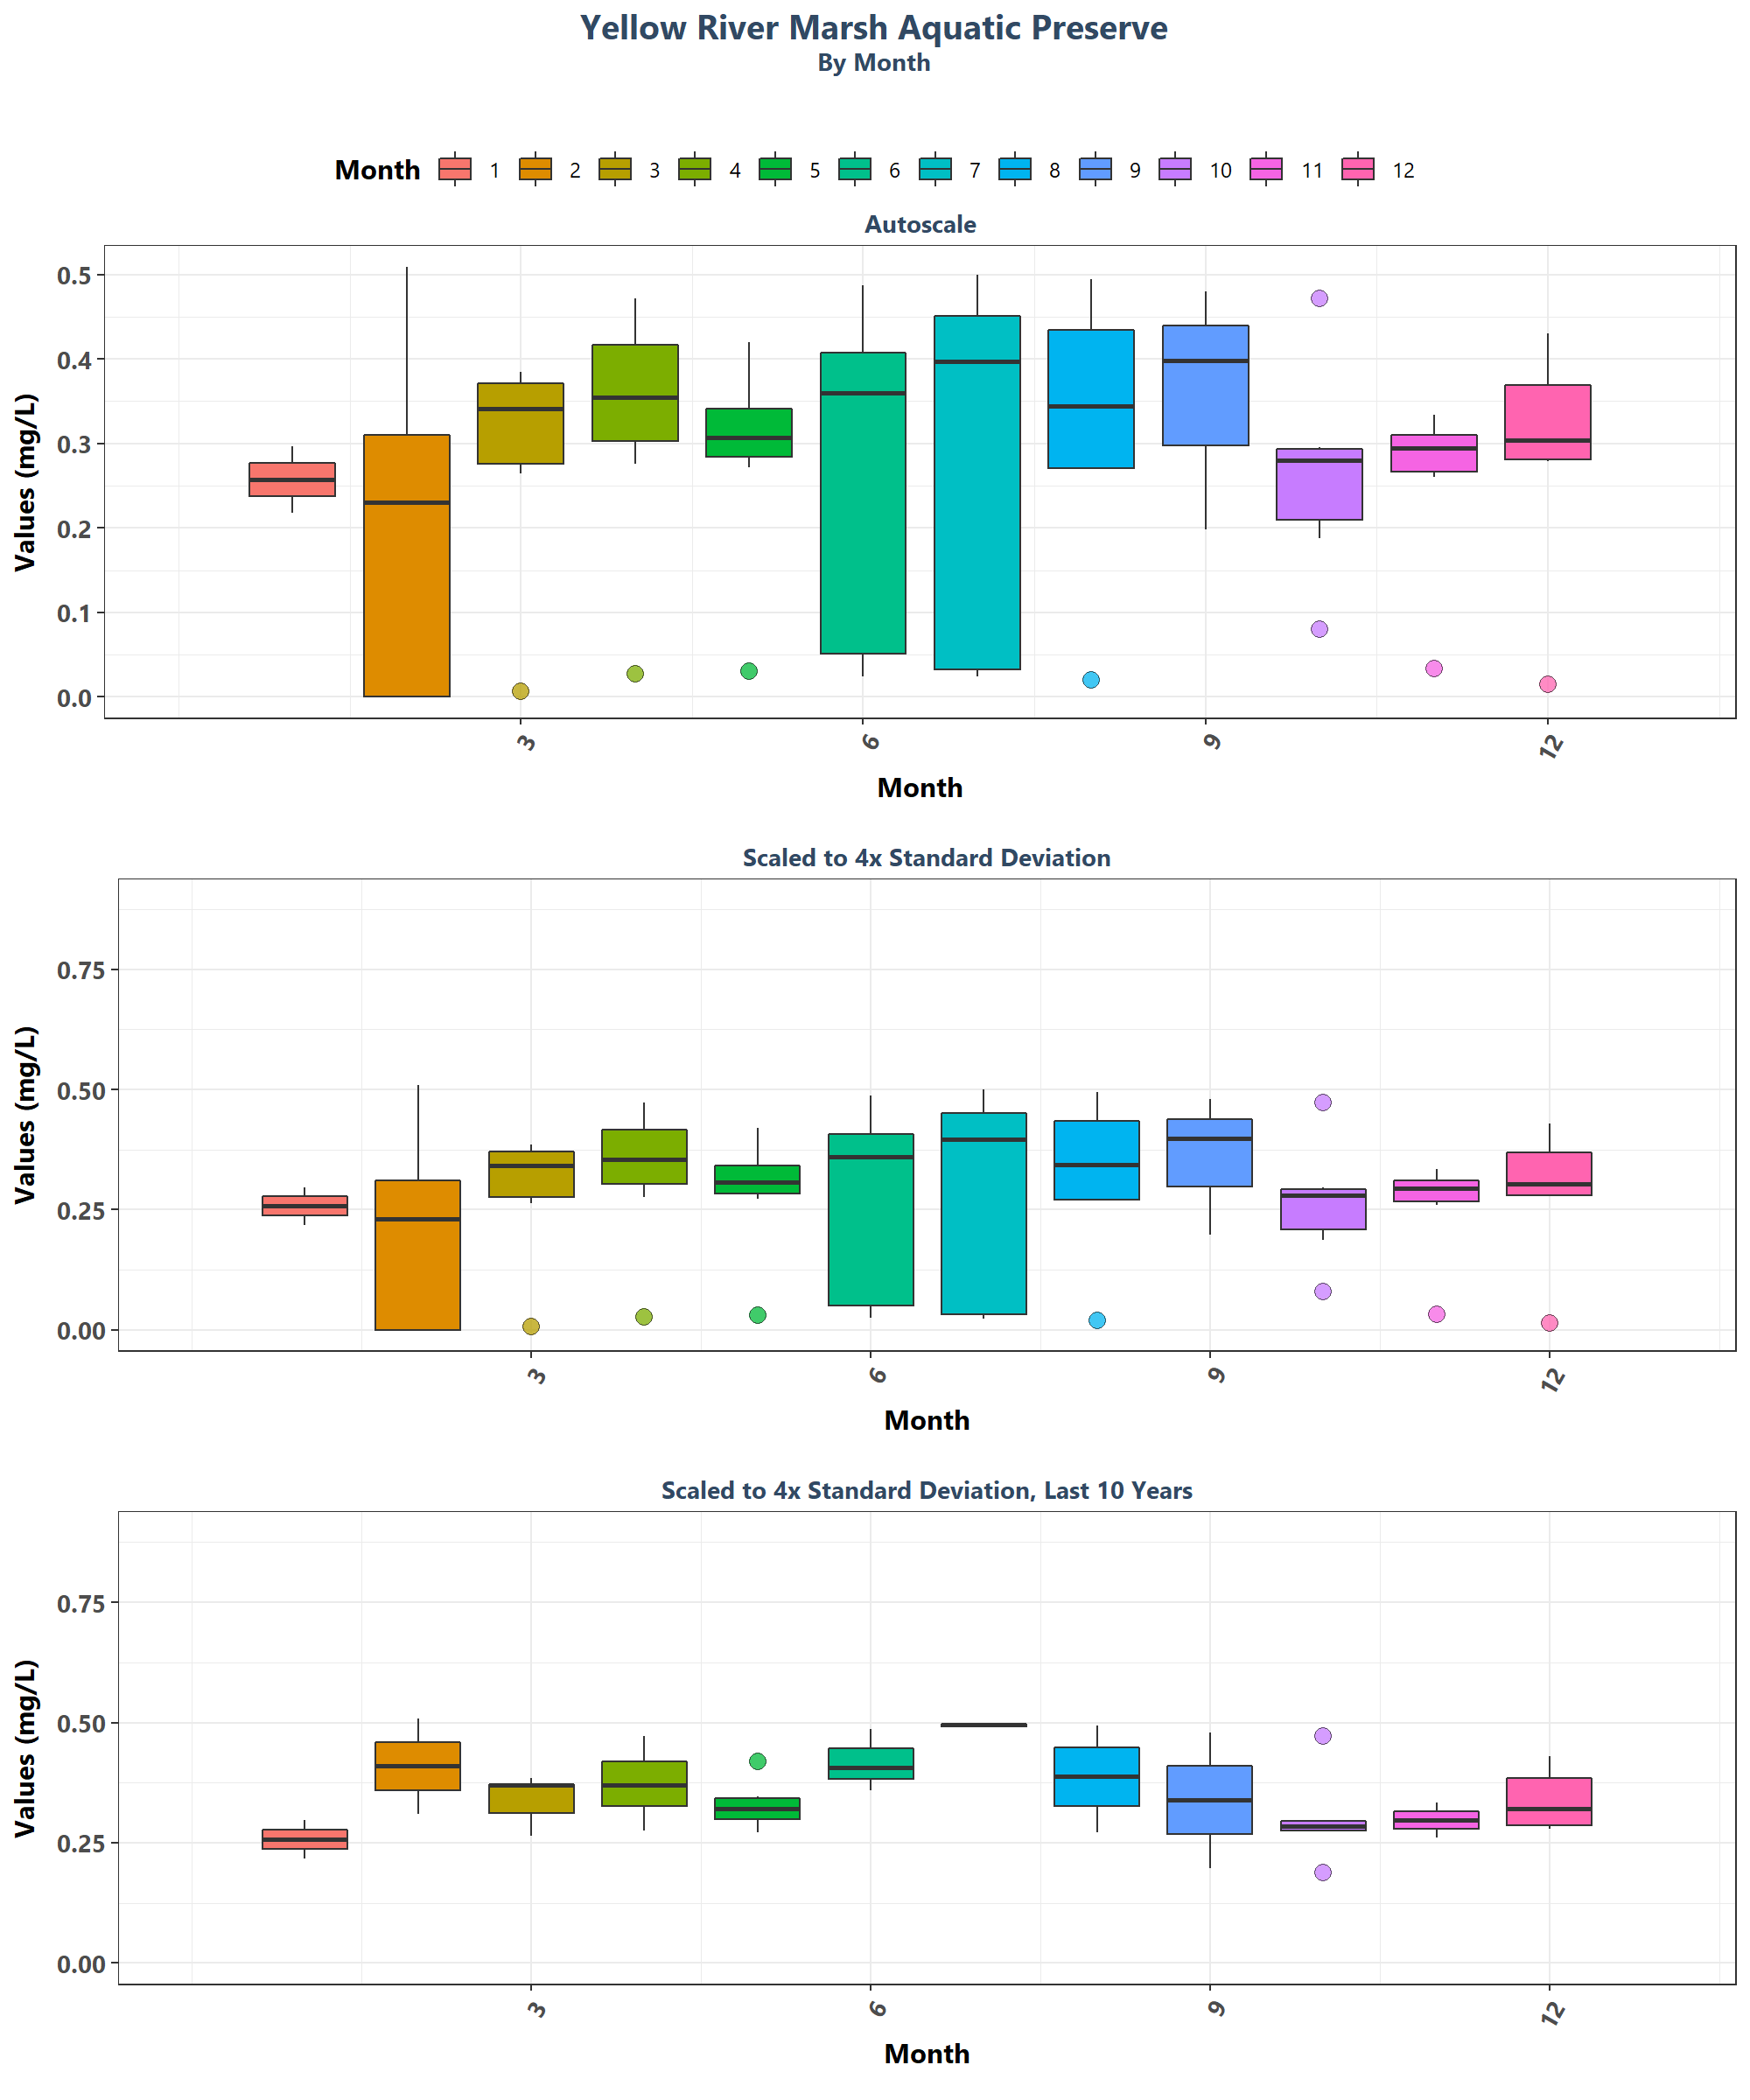 Yellow River Marsh Aquatic Preserve
By Month
Month 1 2 3 4 5 6 7 8 9 10 11 12
Autoscale
Values (mg/L)
0.5
0.4
0.3
0.2
0.1
0.0
3 6 9 12
Month
Scaled to 4x Standard Deviation
Values (mg/L)
0.75
0.50
0.25
0.00
3 6 9 12
Month
Scaled to 4x Standard Deviation, Last 10 Years
Values (mg/L)
0.75
0.50
0.25
0.00
3 6 9 12
Month